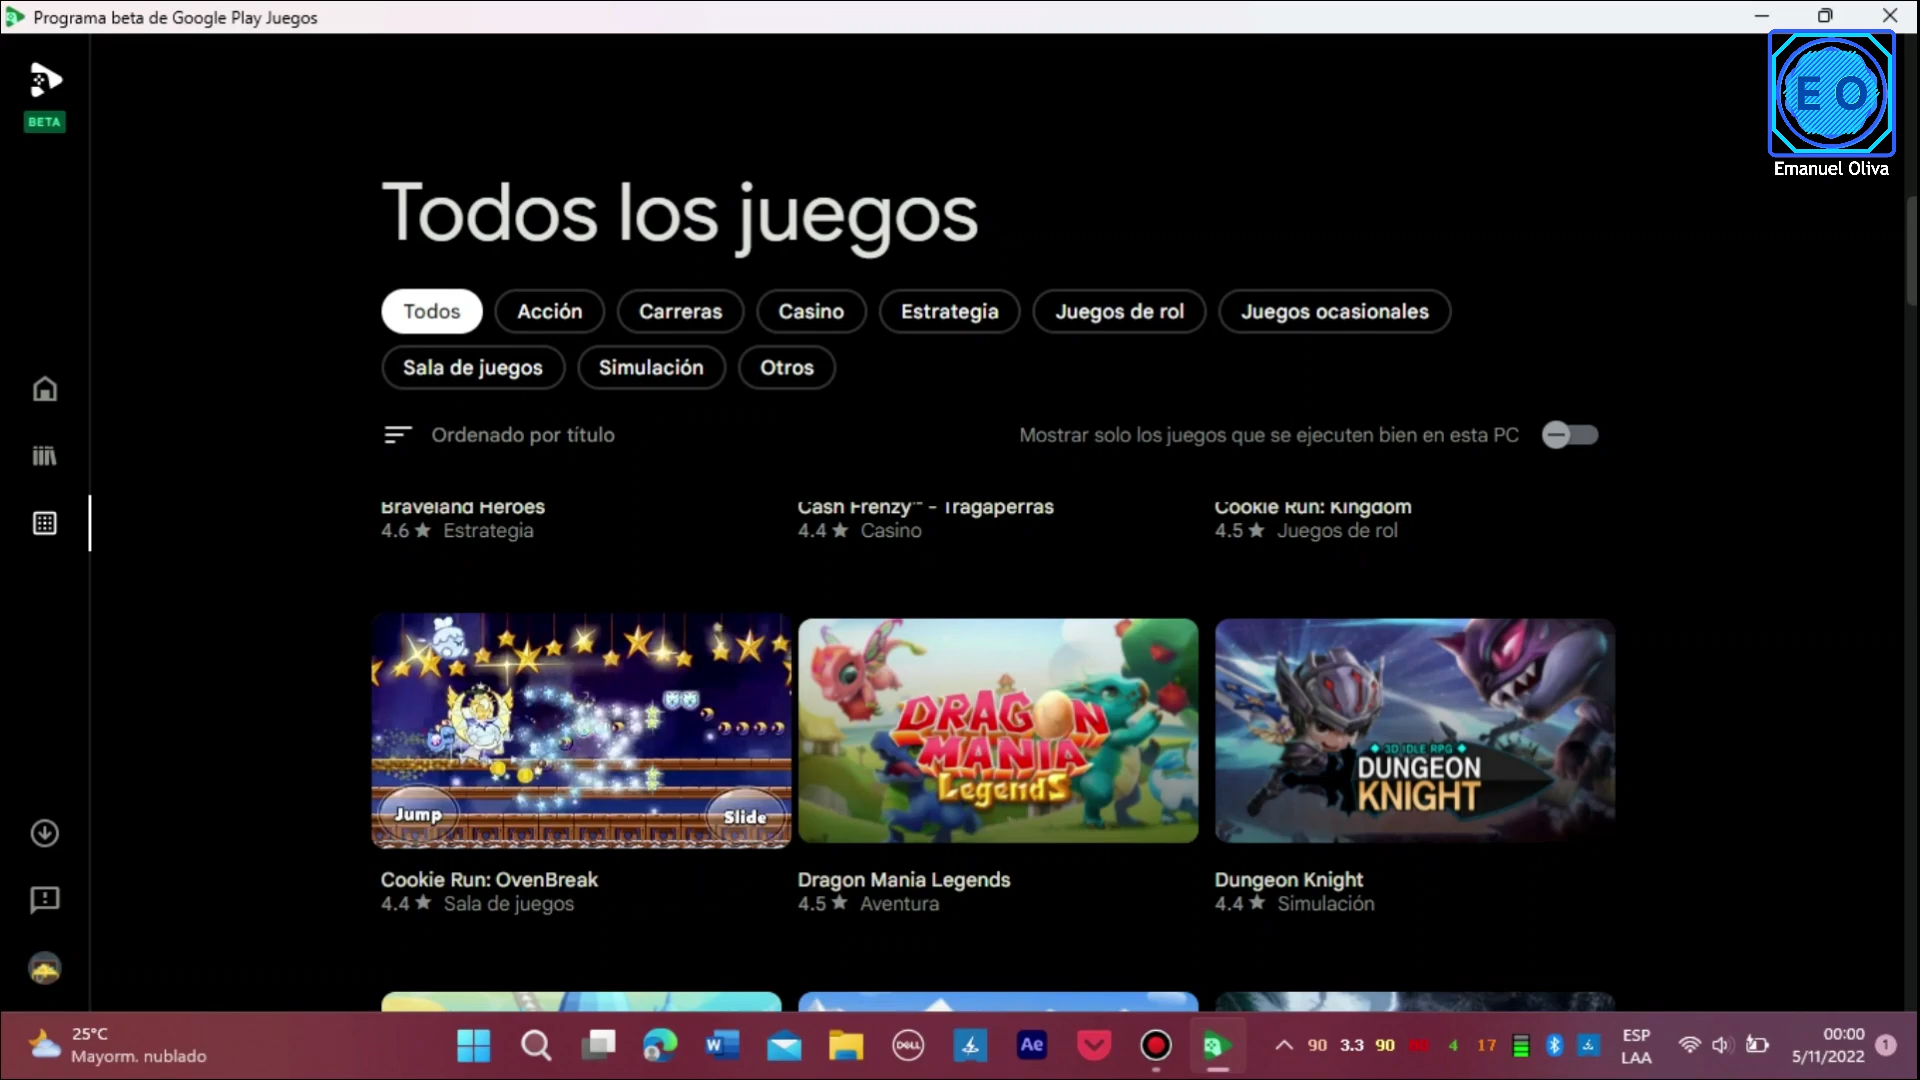 Programa beta de Google Play Juegos
BETA
E O
Emanuel Oliva
Todos los juegos
Todos
Acción
Carreras
Casino
Estrategia
Juegos de rol
Juegos ocasionales
Sala de juegos
Simulación
Otros
Ordenado por título
Mostrar solo los juegos que se ejecuten bien en esta PC
Braveland Heroes
4.6 ★ Estrategia
Cash Frenzy™ - Tragaperras
4.4 ★ Casino
Cookie Run: Kingdom
4.5 ★ Juegos de rol
Jump
Slide
DRAGON
MANIA
Legends
3D IDLE RPG
DUNGEON
KNIGHT
Cookie Run: OvenBreak
4.4 ★ Sala de juegos
Dragon Mania Legends
4.5 ★ Aventura
Dungeon Knight
4.4 ★ Simulación
25°C
Mayorm. nublado
W
DELL
Ae
90 3.3 90
4 17
ESP
LAA
00:00
5/11/2022
1